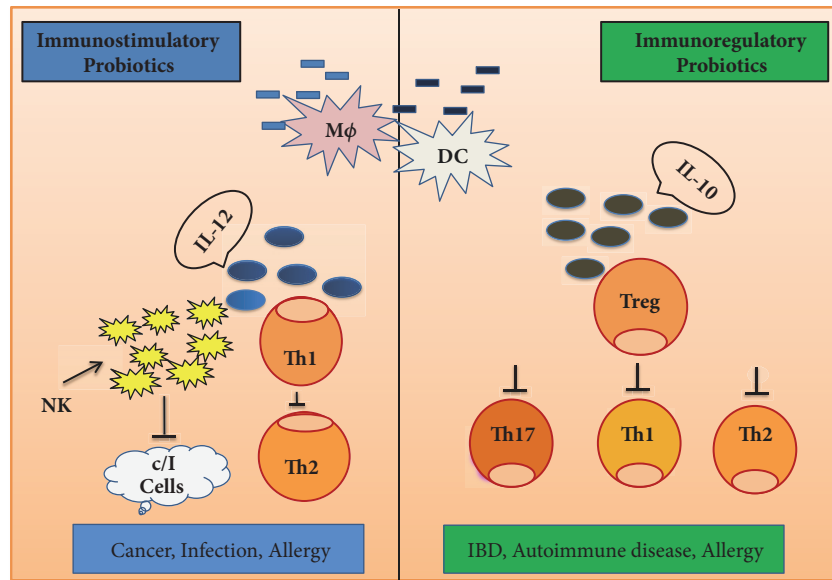 Immunostimulatory
Probiotics
Immunoregulatory
Probiotics
Mϕ
DC
IL-12
IL-10
Th1
Treg
NK
Th2
c/I
Cells
Th17
Th1
Th2
Cancer, Infection, Allergy
IBD, Autoimmune disease, Allergy